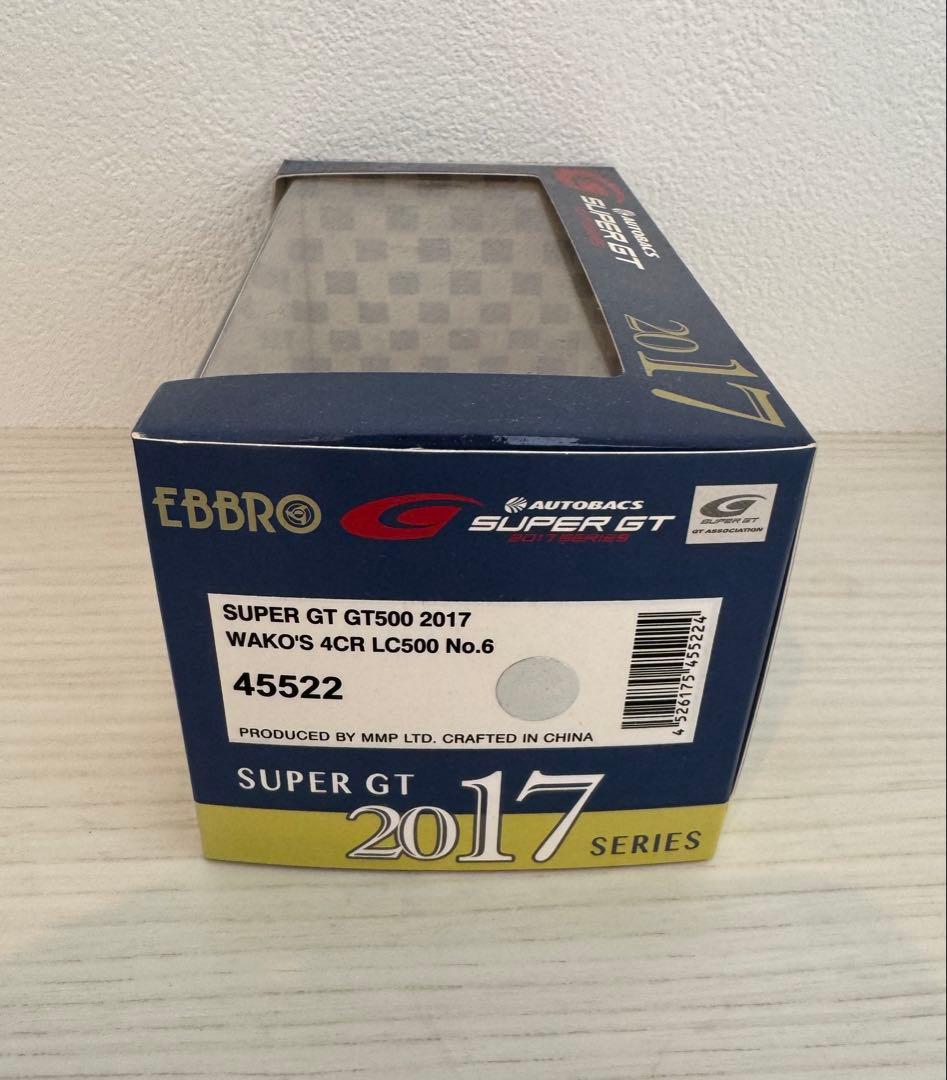 AUTOBACS
SUPER GT
2017
EBBRO
AUTOBACS
SUPER GT
2017 SERIES
SUPER GT
GT ASSOCIATION
SUPER GT GT500 2017
WAKO'S 4CR LC500 No.6
45522
4 526175 455224
PRODUCED BY MMP LTD. CRAFTED IN CHINA
SUPER GT
2017
SERIES